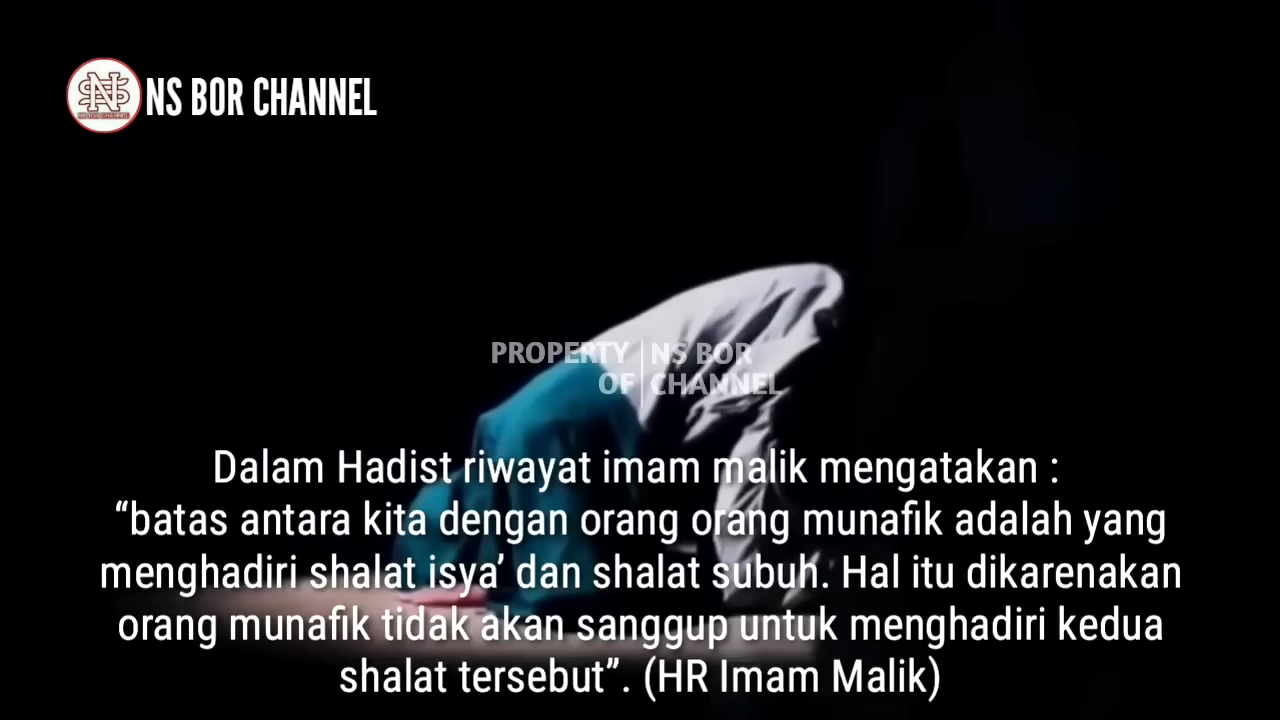 NS BOR CHANNEL
PROPERTY OF
NS BOR CHANNEL
Dalam Hadist riwayat imam malik mengatakan :
“batas antara kita dengan orang orang munafik adalah yang
menghadiri shalat isya’ dan shalat subuh. Hal itu dikarenakan
orang munafik tidak akan sanggup untuk menghadiri kedua
shalat tersebut”. (HR Imam Malik)